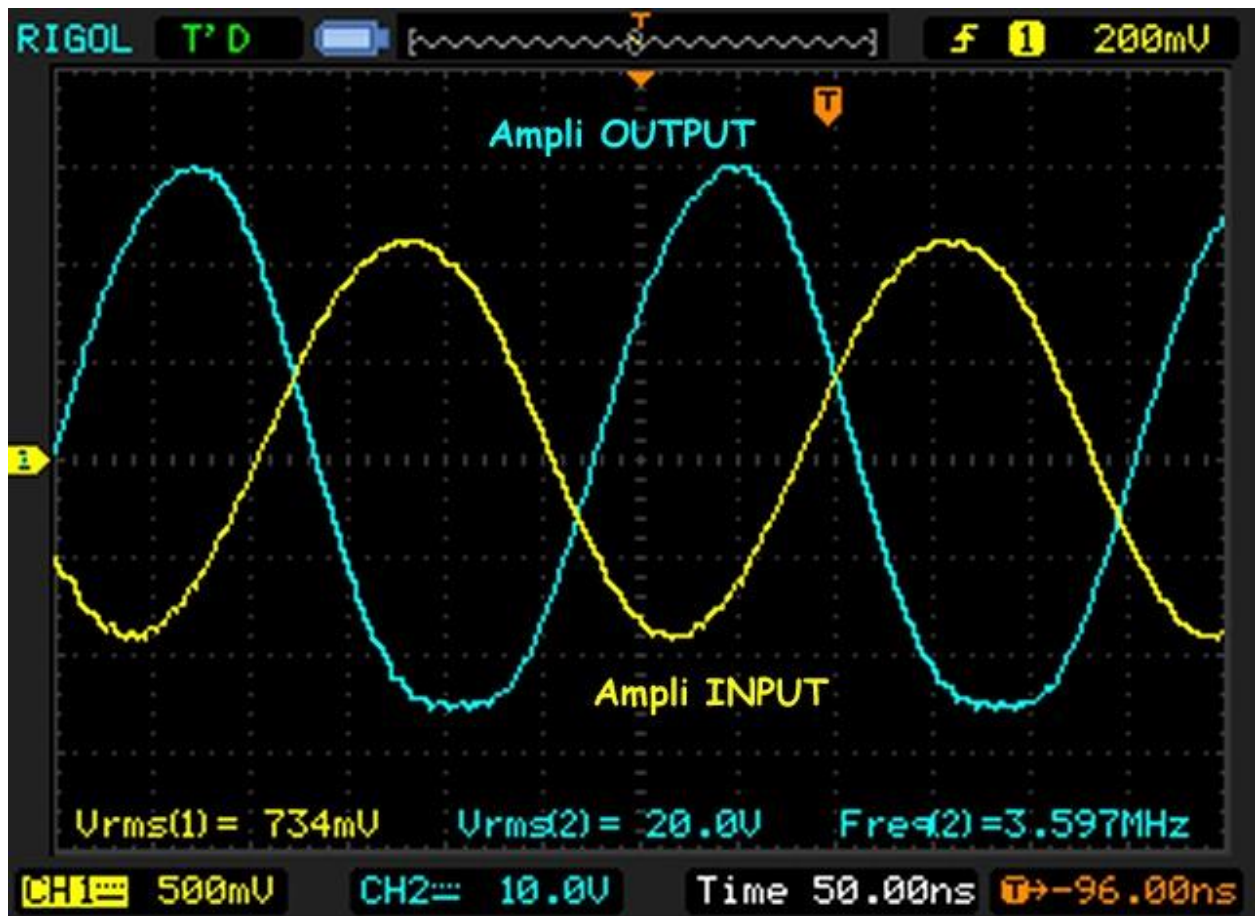 RIGOL T'D T 1 200mV
T
Ampli OUTPUT
1
Ampli INPUT
Vrms(1)= 734mV Vrms(2)= 20.0V Freq(2)=3.597MHz
CH1 500mV CH2 10.0V Time 50.00ns T→-96.00ns